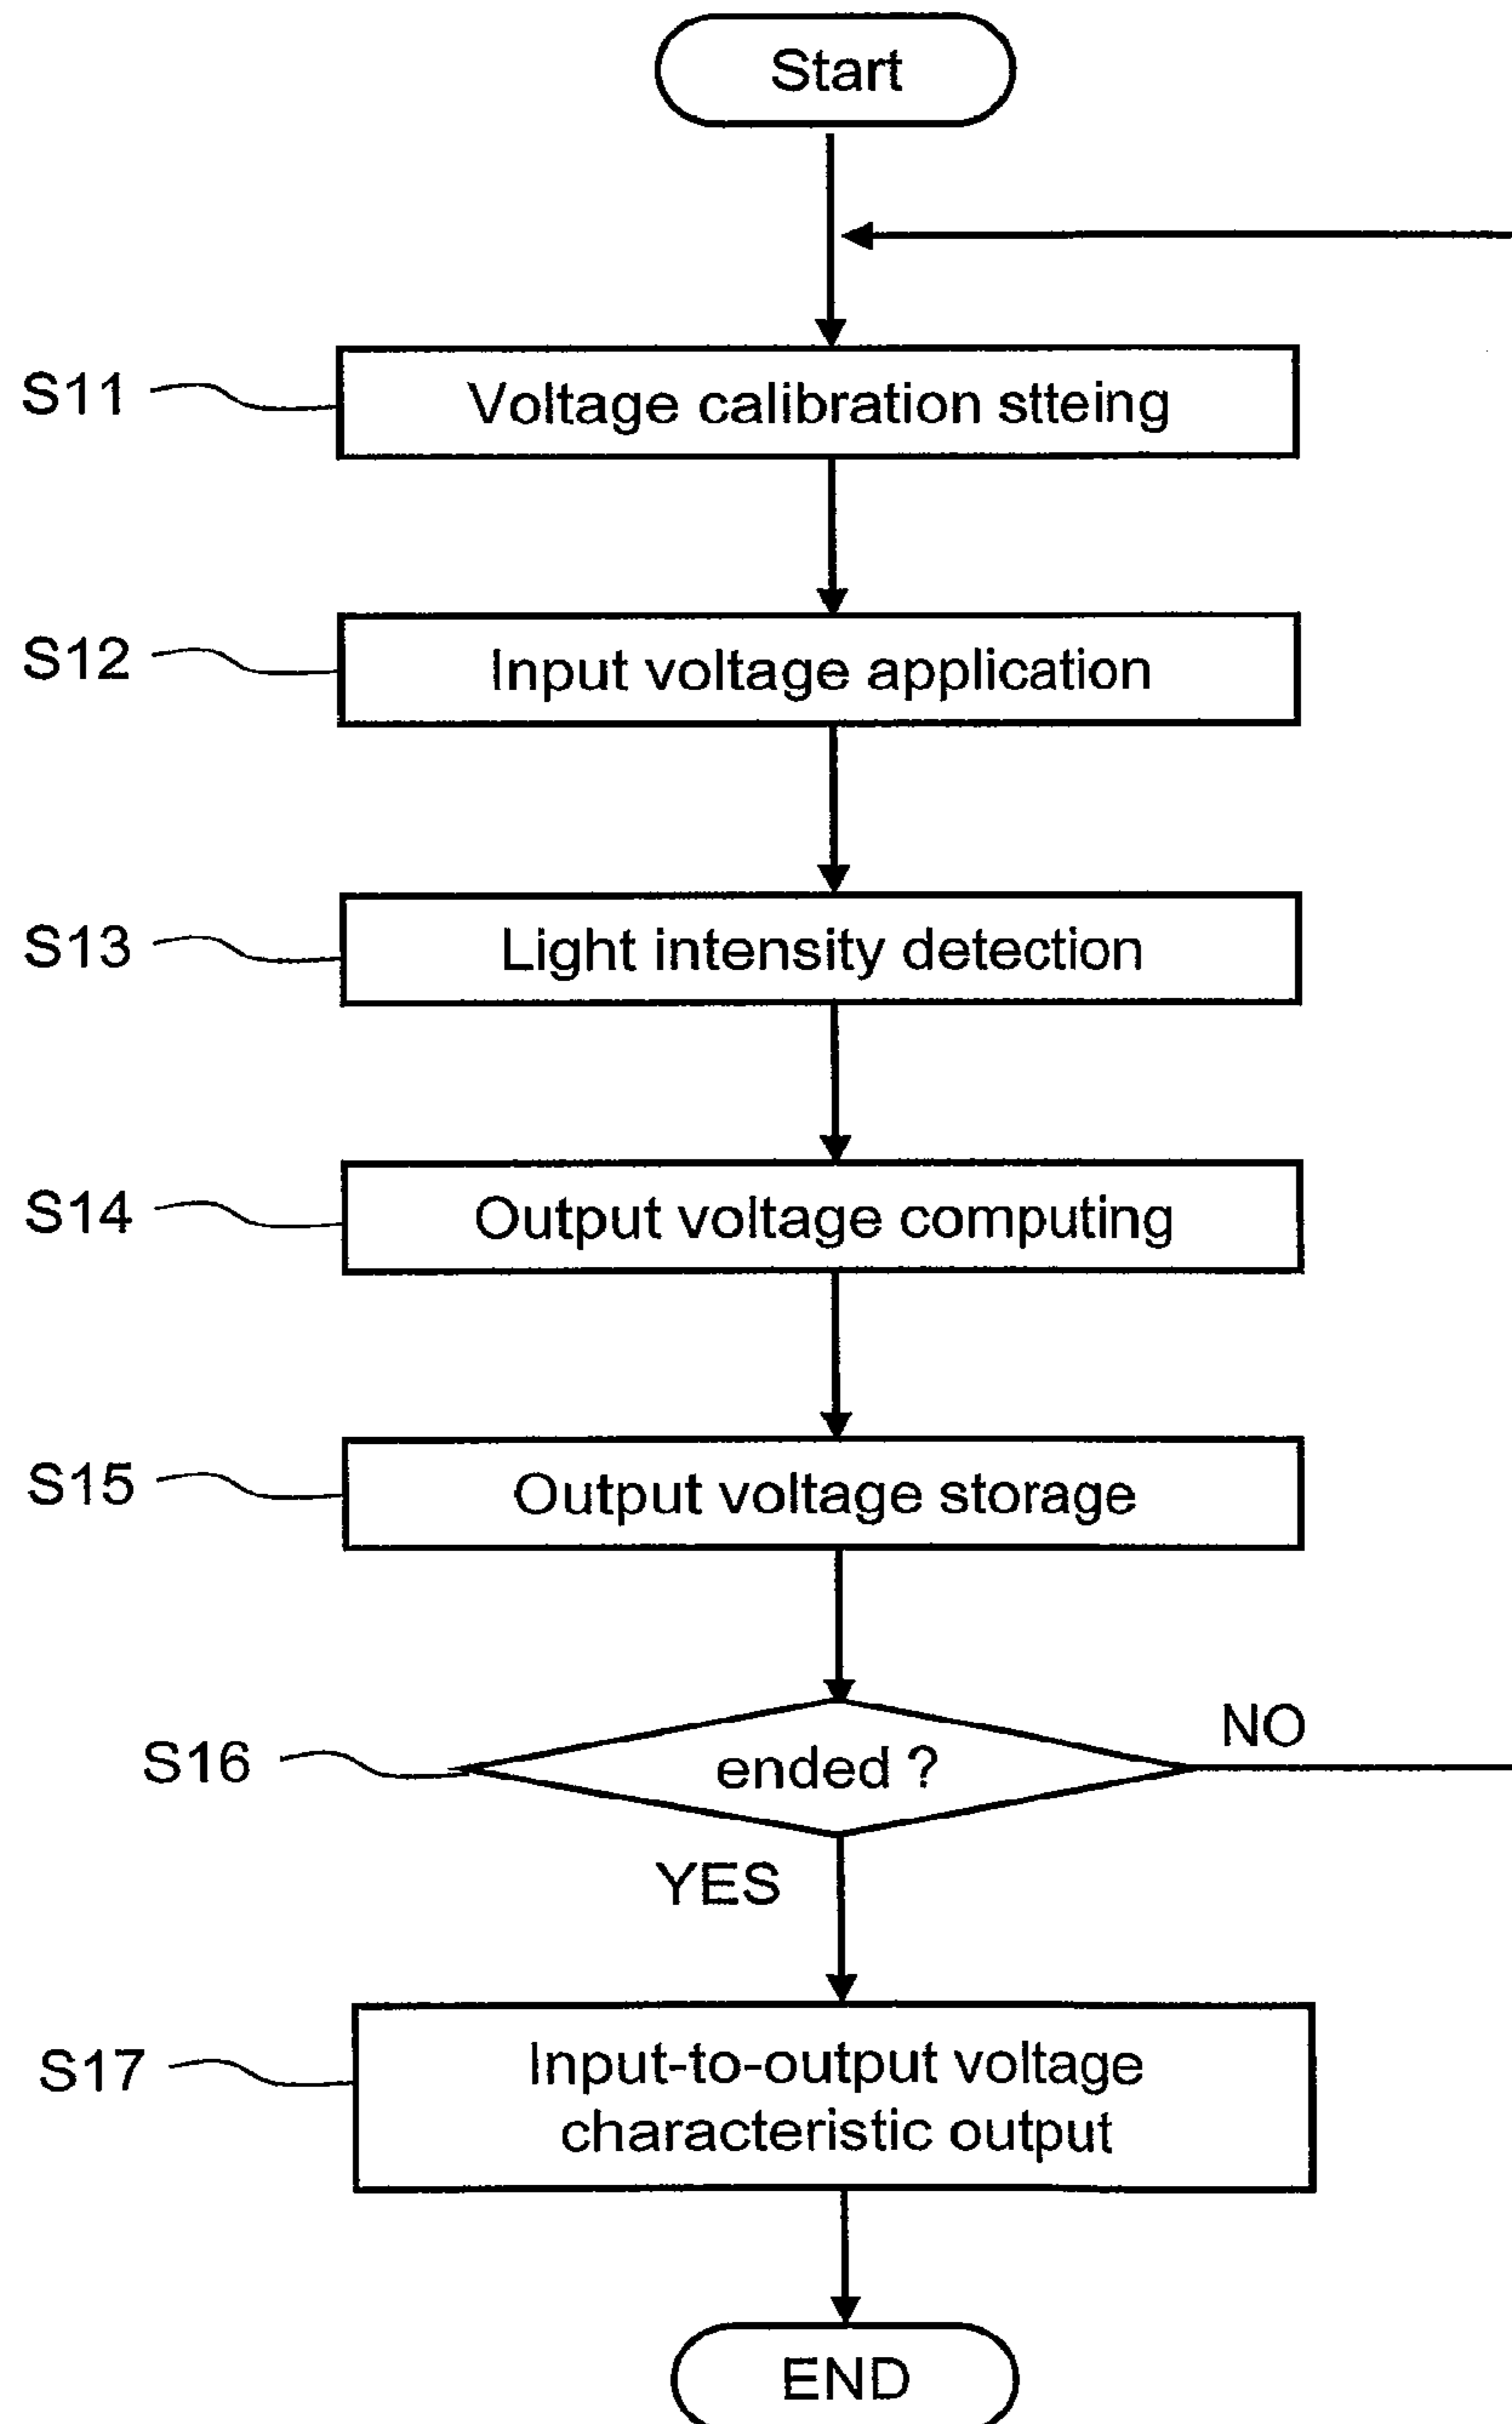 Start
S11
Voltage calibration stteing
S12
Input voltage application
S13
Light intensity detection
S14
Output voltage computing
S15
Output voltage storage
S16
ended ?
NO
YES
S17
Input-to-output voltage
characteristic output
END